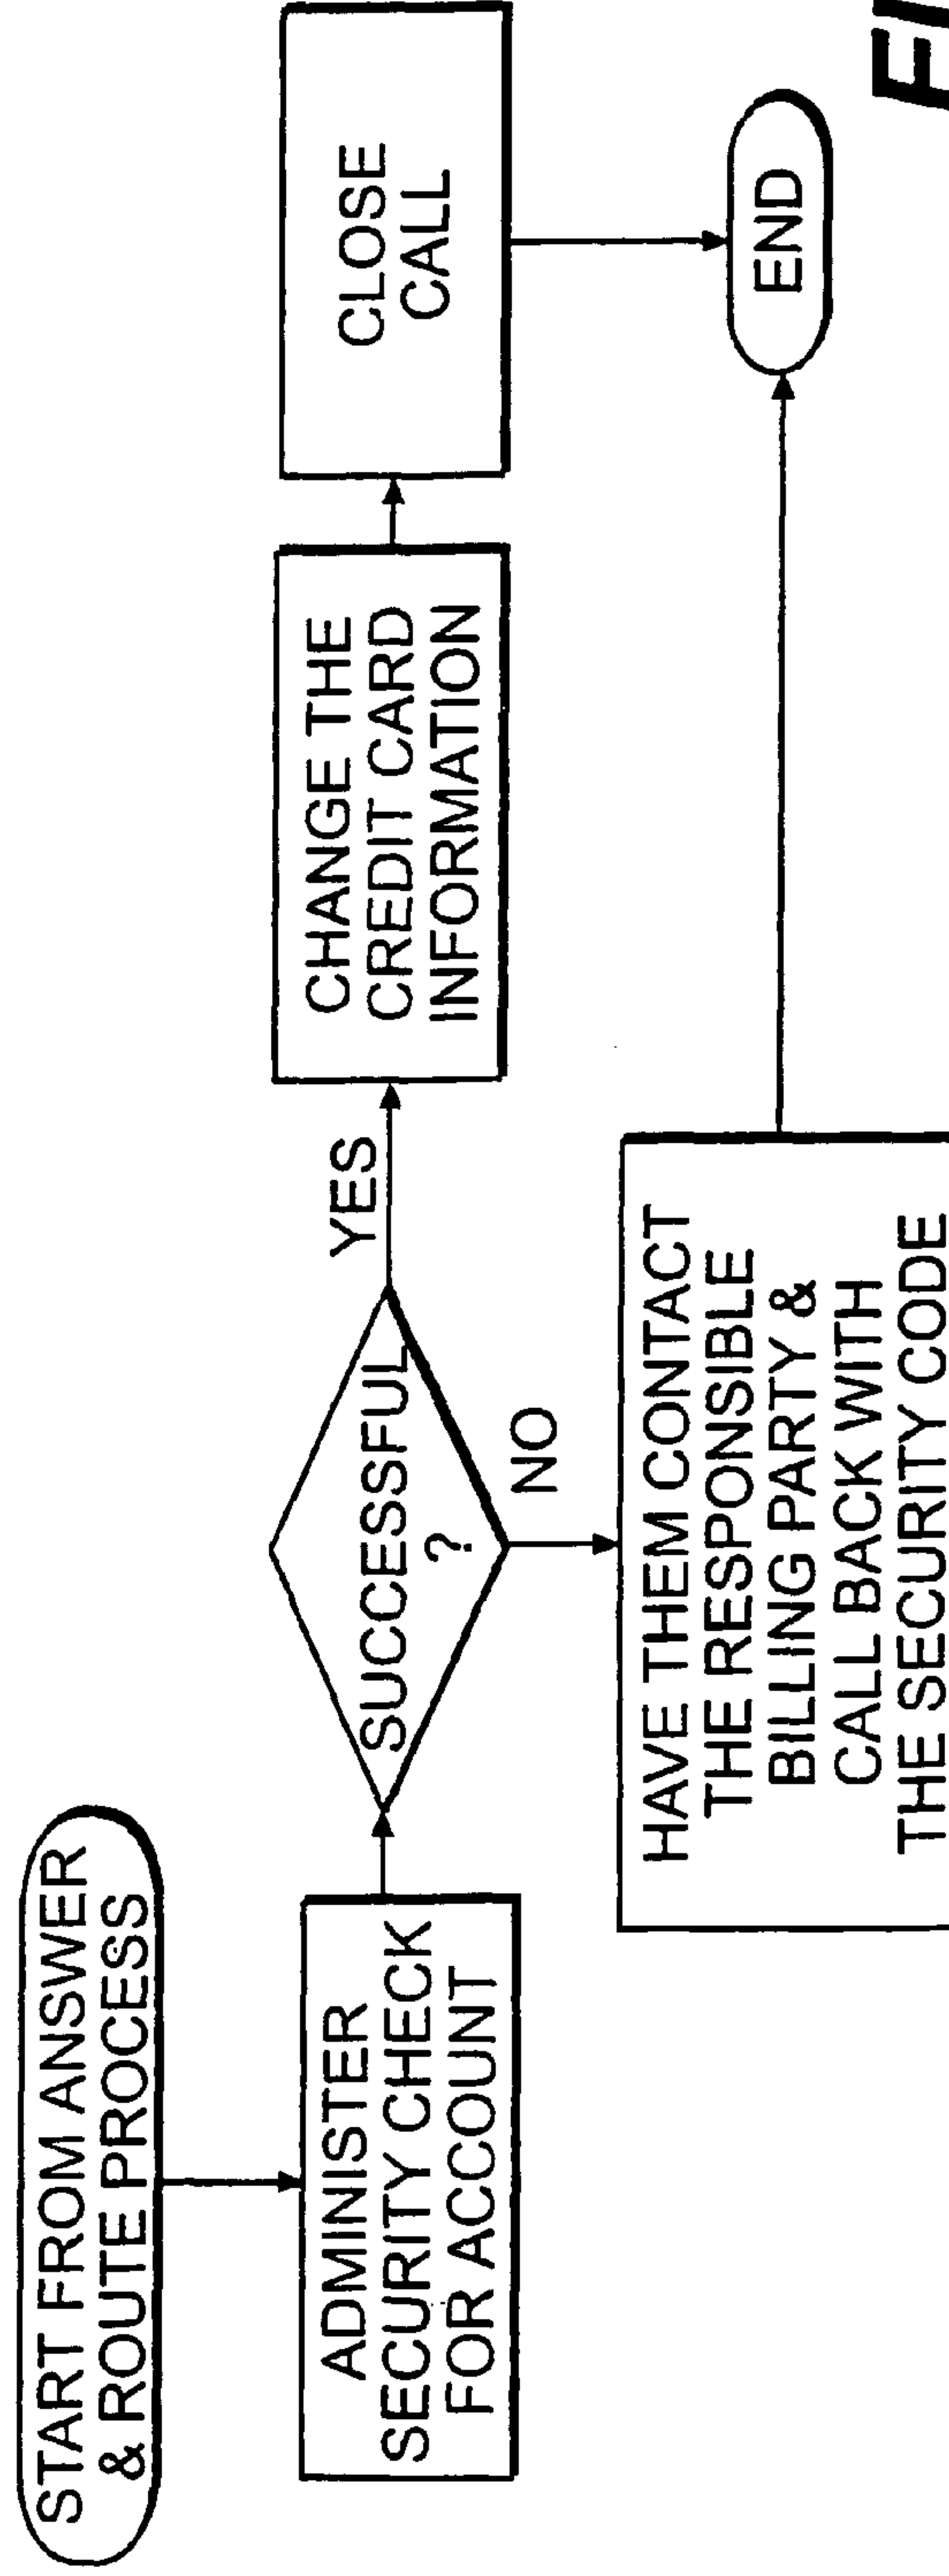 START FROM ANSWER
& ROUTE PROCESS
ADMINISTER
SECURITY CHECK
FOR ACCOUNT
SUCCESSFUL
?
YES
NO
CHANGE THE
CREDIT CARD
INFORMATION
CLOSE
CALL
HAVE THEM CONTACT
THE RESPONSIBLE
BILLING PARTY &
CALL BACK WITH
THE SECURITY CODE
END